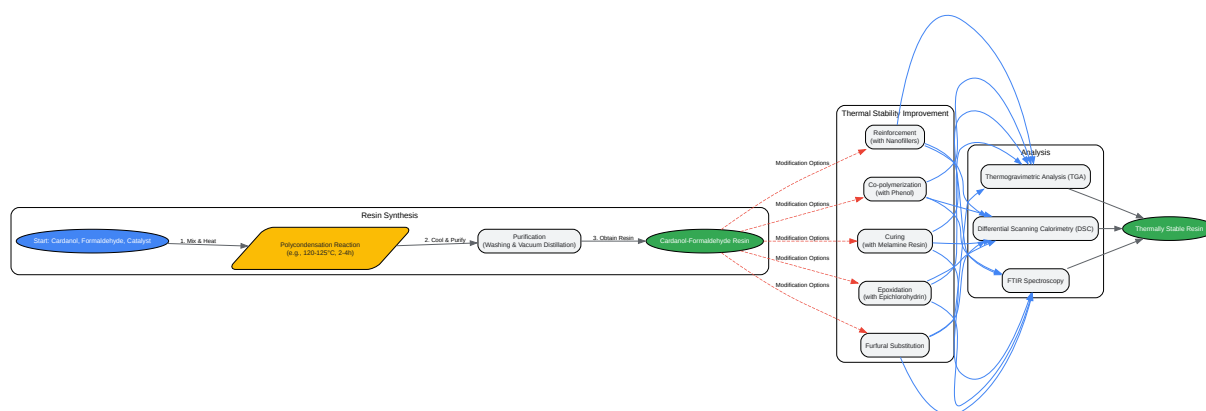 Resin Synthesis
Start: Cardanol, Formaldehyde, Catalyst
1. Mix & Heat
Polycondensation Reaction
(e.g., 120-125°C, 2-4h)
2. Cool & Purify
Purification
(Washing & Vacuum Distillation)
3. Obtain Resin
Cardanol-Formaldehyde Resin
Modification Options
Modification Options
Modification Options
Modification Options
Modification Options
Thermal Stability Improvement
Reinforcement
(with Nanofillers)
Co-polymerization
(with Phenol)
Curing
(with Melamine Resin)
Epoxidation
(with Epichlorohydrin)
Furfural Substitution
Analysis
Thermogravimetric Analysis (TGA)
Differential Scanning Calorimetry (DSC)
FTIR Spectroscopy
Thermally Stable Resin